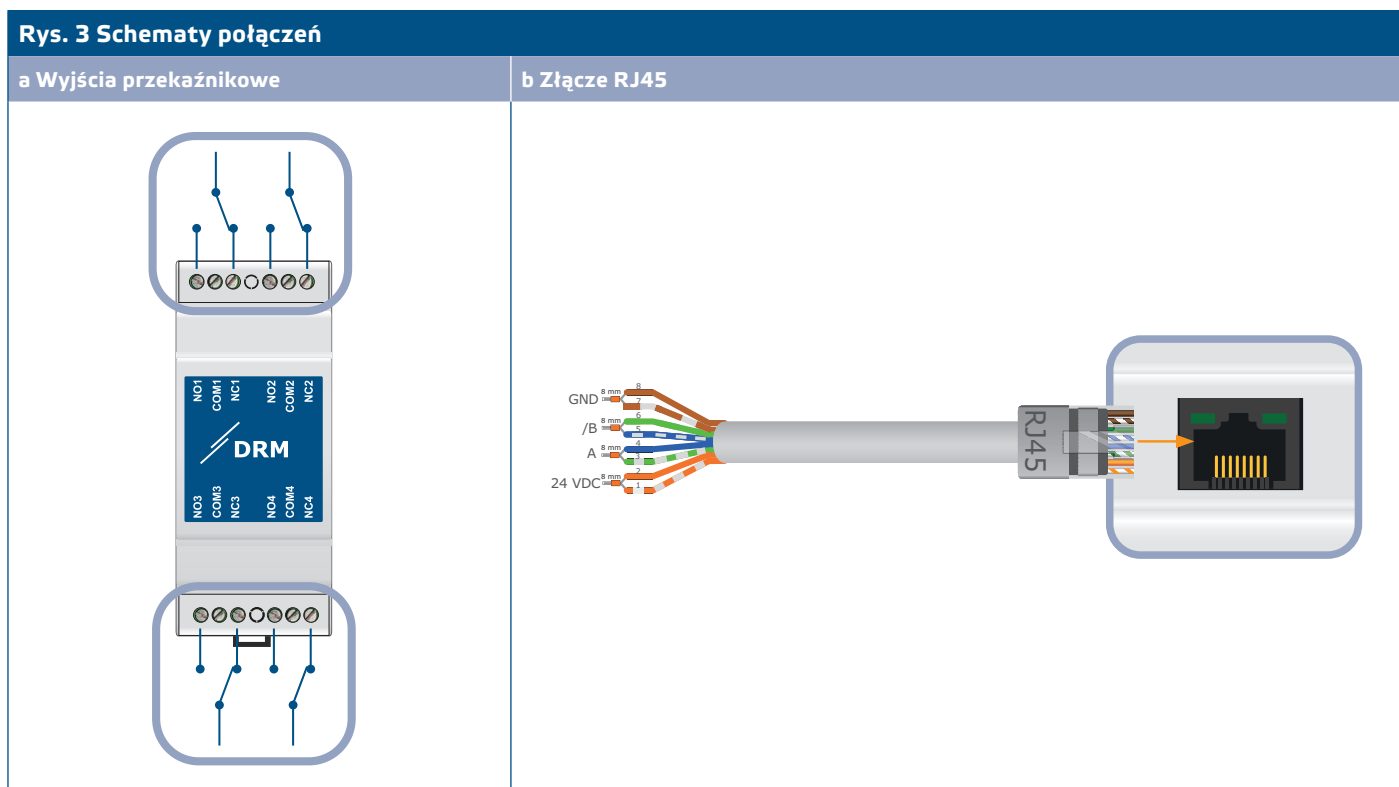 Rys. 3 Schematy połączeń
a Wyjścia przekaźnikowe
b Złącze RJ45
NO1
COM1
NC1
NO2
COM2
NC2
DRM
NO3
COM3
NC3
NO4
COM4
NC4
GND 8 mm 8
7
/B 8 mm 6
5
A 8 mm 4
3
24 VDC 8 mm 2
1
RJ45